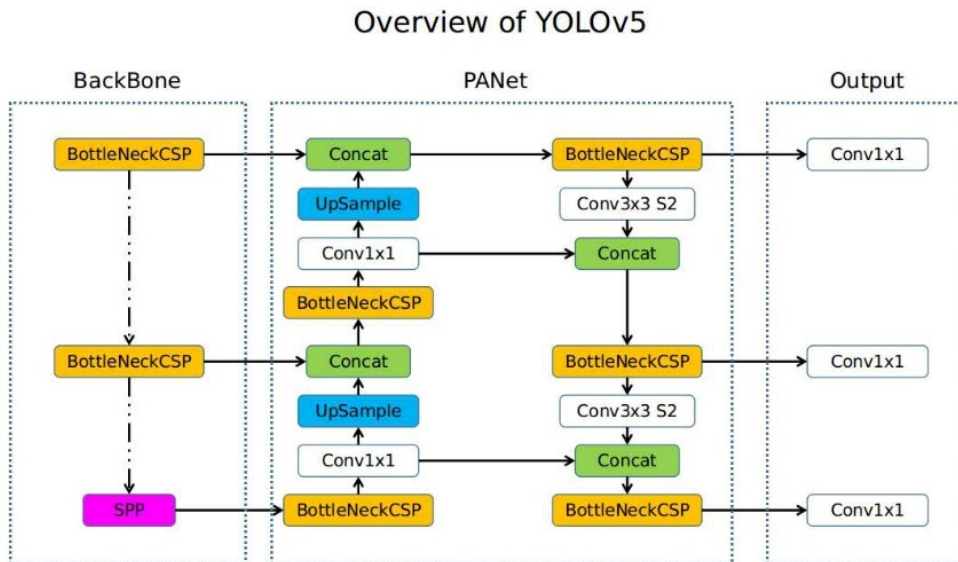 Overview of YOLOv5
BackBone
PANet
Output
BottleNeckCSP
Concat
BottleNeckCSP
Conv1x1
UpSample
Conv3x3 S2
Conv1x1
Concat
BottleNeckCSP
BottleNeckCSP
Concat
BottleNeckCSP
Conv1x1
UpSample
Conv3x3 S2
Conv1x1
Concat
SPP
BottleNeckCSP
BottleNeckCSP
Conv1x1